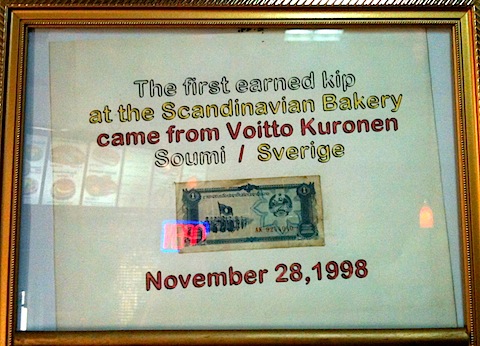 The first earned kip
at the Scandinavian Bakery
came from Voitto Kuronen
Soumi / Sverige
November 28,1998